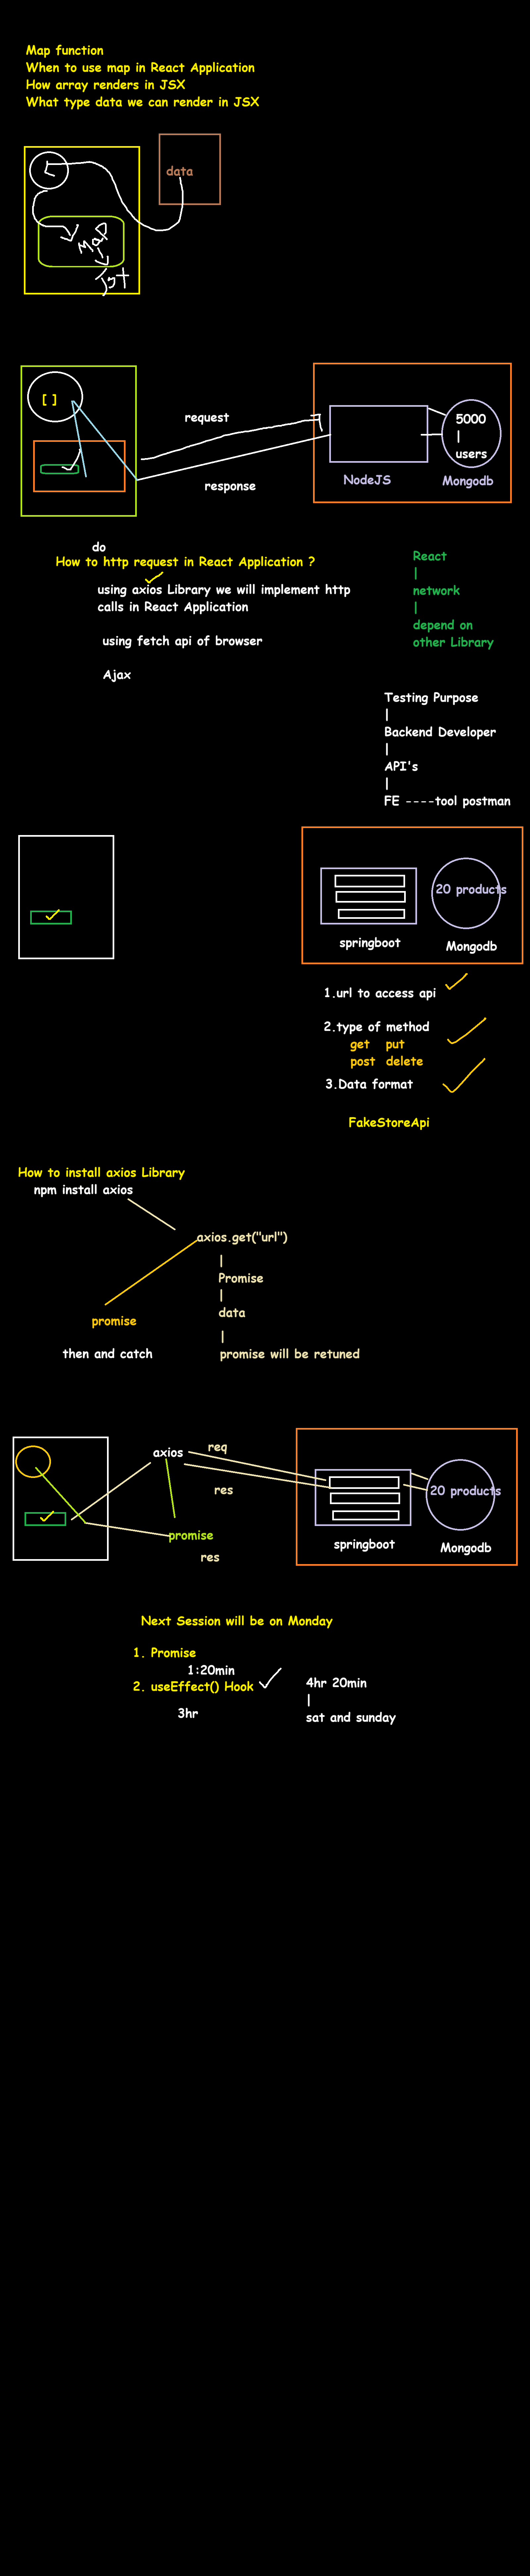 Map function
When to use map in React Application
How array renders in JSX
What type data we can render in JSX
data
Map
[ ]
request
response
5000
|
users
NodeJS
Mongodb
do
How to http request in React Application ?
using axios Library we will implement http
calls in React Application
using fetch api of browser
Ajax
React
|
network
|
depend on
other Library
Testing Purpose
|
Backend Developer
|
API's
|
FE ----tool postman
20 products
springboot
Mongodb
1.url to access api
2.type of method
get put
post delete
3.Data format
FakeStoreApi
How to install axios Library
npm install axios
axios.get("url")
|
Promise
|
data
|
promise will be retuned
promise
then and catch
axios
req
res
promise
res
20 products
springboot
Mongodb
Next Session will be on Monday
1. Promise
1:20min
2. useEffect() Hook
3hr
4hr 20min
|
sat and sunday